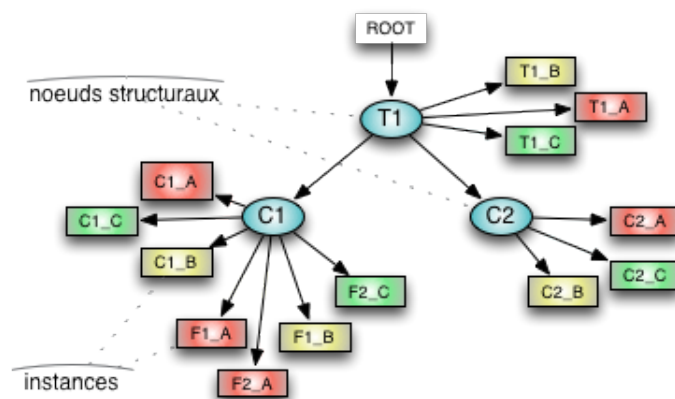 ROOT
T1_B
noeuds structuraux
T1_A
T1
T1_C
C1_A
C1_C
C1
C2
C2_A
C1_B
C2_C
F2_C
C2_B
F1_A
F1_B
instances
F2_A